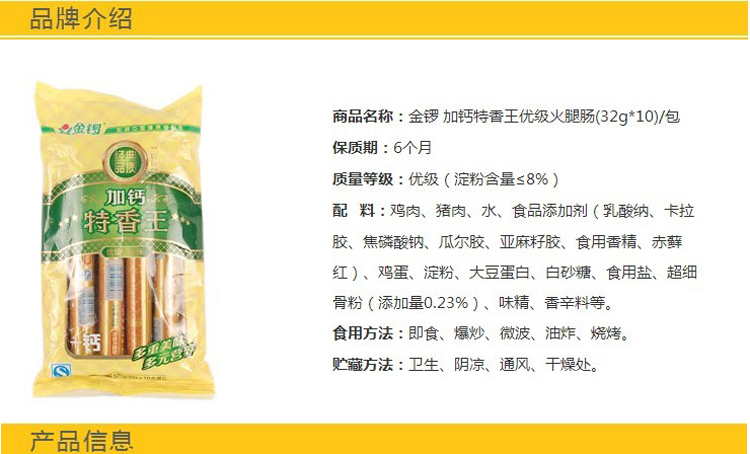 品牌介绍
金锣
经典
品质
加钙
特香王
+钙
商品名称：金锣 加钙特香王优级火腿肠(32g*10)/包
保质期：6个月
质量等级：优级（淀粉含量≤8%）
配 料：鸡肉、猪肉、水、食品添加剂（乳酸纳、卡拉
胶、焦磷酸钠、瓜尔胶、亚麻籽胶、食用香精、赤藓
红）、鸡蛋、淀粉、大豆蛋白、白砂糖、食用盐、超细
骨粉（添加量0.23%）、味精、香辛料等。
食用方法：即食、爆炒、微波、油炸、烧烤。
贮藏方法：卫生、阴凉、通风、干燥处。
产品信息